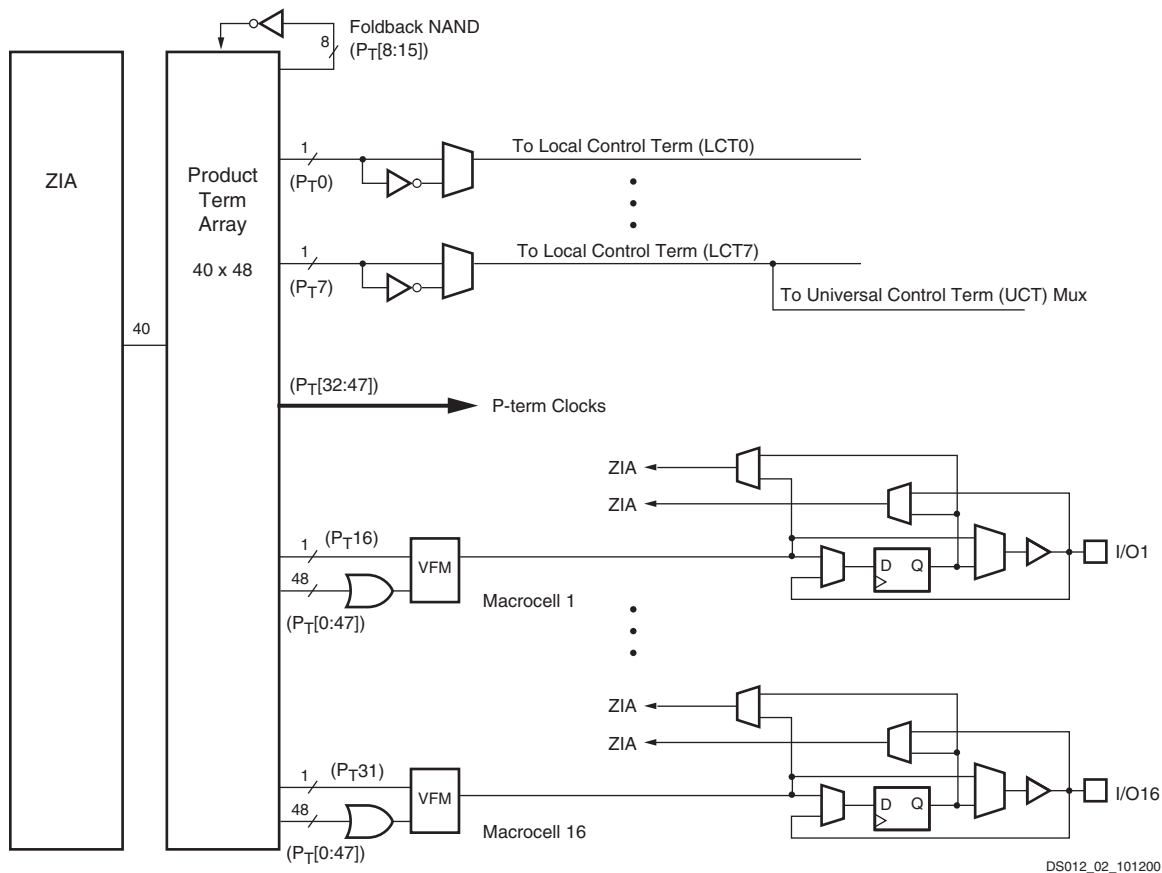 Foldback NAND
8
(PT[8:15])
ZIA
Product
Term
Array
40 x 48
1
(PT0)
To Local Control Term (LCT0)
1
(PT7)
To Local Control Term (LCT7)
To Universal Control Term (UCT) Mux
40
(PT[32:47])
P-term Clocks
ZIA
ZIA
1
(PT16)
48
(PT[0:47])
VFM
Macrocell 1
D Q
I/O1
ZIA
ZIA
1
(PT31)
48
(PT[0:47])
VFM
Macrocell 16
D Q
I/O16
DS012_02_101200